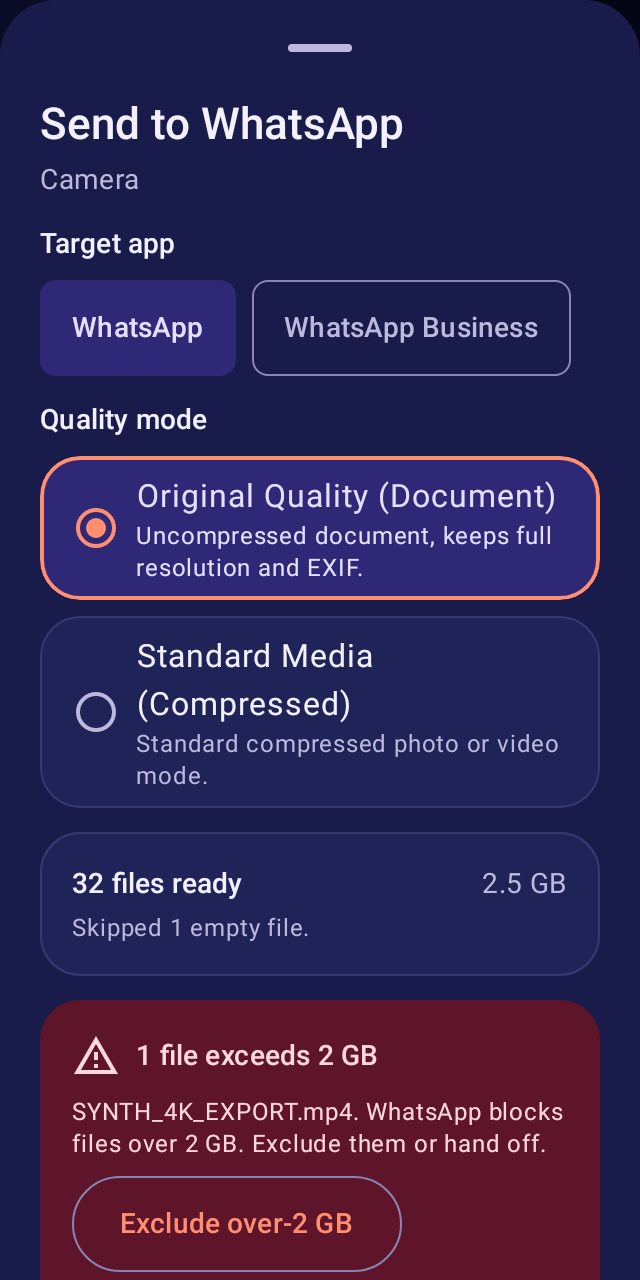 Send to WhatsApp
Camera
Target app
WhatsApp
WhatsApp Business
Quality mode
Original Quality (Document)
Uncompressed document, keeps full
resolution and EXIF.
Standard Media
(Compressed)
Standard compressed photo or video
mode.
32 files ready
2.5 GB
Skipped 1 empty file.
1 file exceeds 2 GB
SYNTH_4K_EXPORT.mp4. WhatsApp blocks
files over 2 GB. Exclude them or hand off.
Exclude over-2 GB